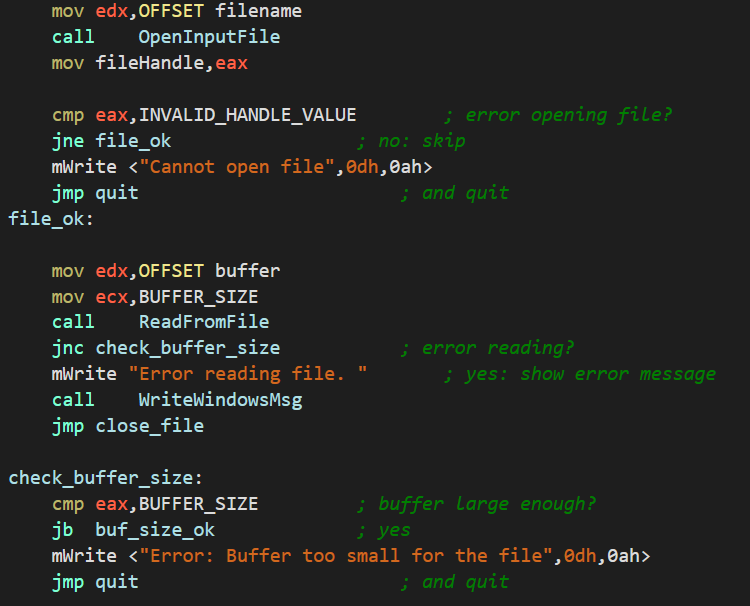 mov edx,OFFSET filename
call    OpenInputFile
mov fileHandle,eax
cmp eax,INVALID_HANDLE_VALUE        ; error opening file?
jne file_ok                 ; no: skip
mWrite <"Cannot open file",0dh,0ah>
jmp quit                        ; and quit
file_ok:
mov edx,OFFSET buffer
mov ecx,BUFFER_SIZE
call    ReadFromFile
jnc check_buffer_size           ; error reading?
mWrite "Error reading file. "       ; yes: show error message
call    WriteWindowsMsg
jmp close_file
check_buffer_size:
cmp eax,BUFFER_SIZE         ; buffer large enough?
jb  buf_size_ok             ; yes
mWrite <"Error: Buffer too small for the file",0dh,0ah>
jmp quit                        ; and quit